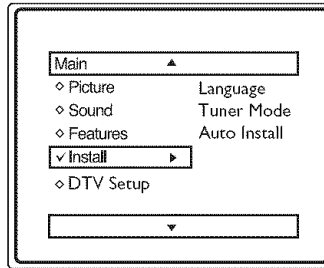 Main
Picture
Sound
Features
Install
DTV Setup
Language
Tuner Mode
Auto Install